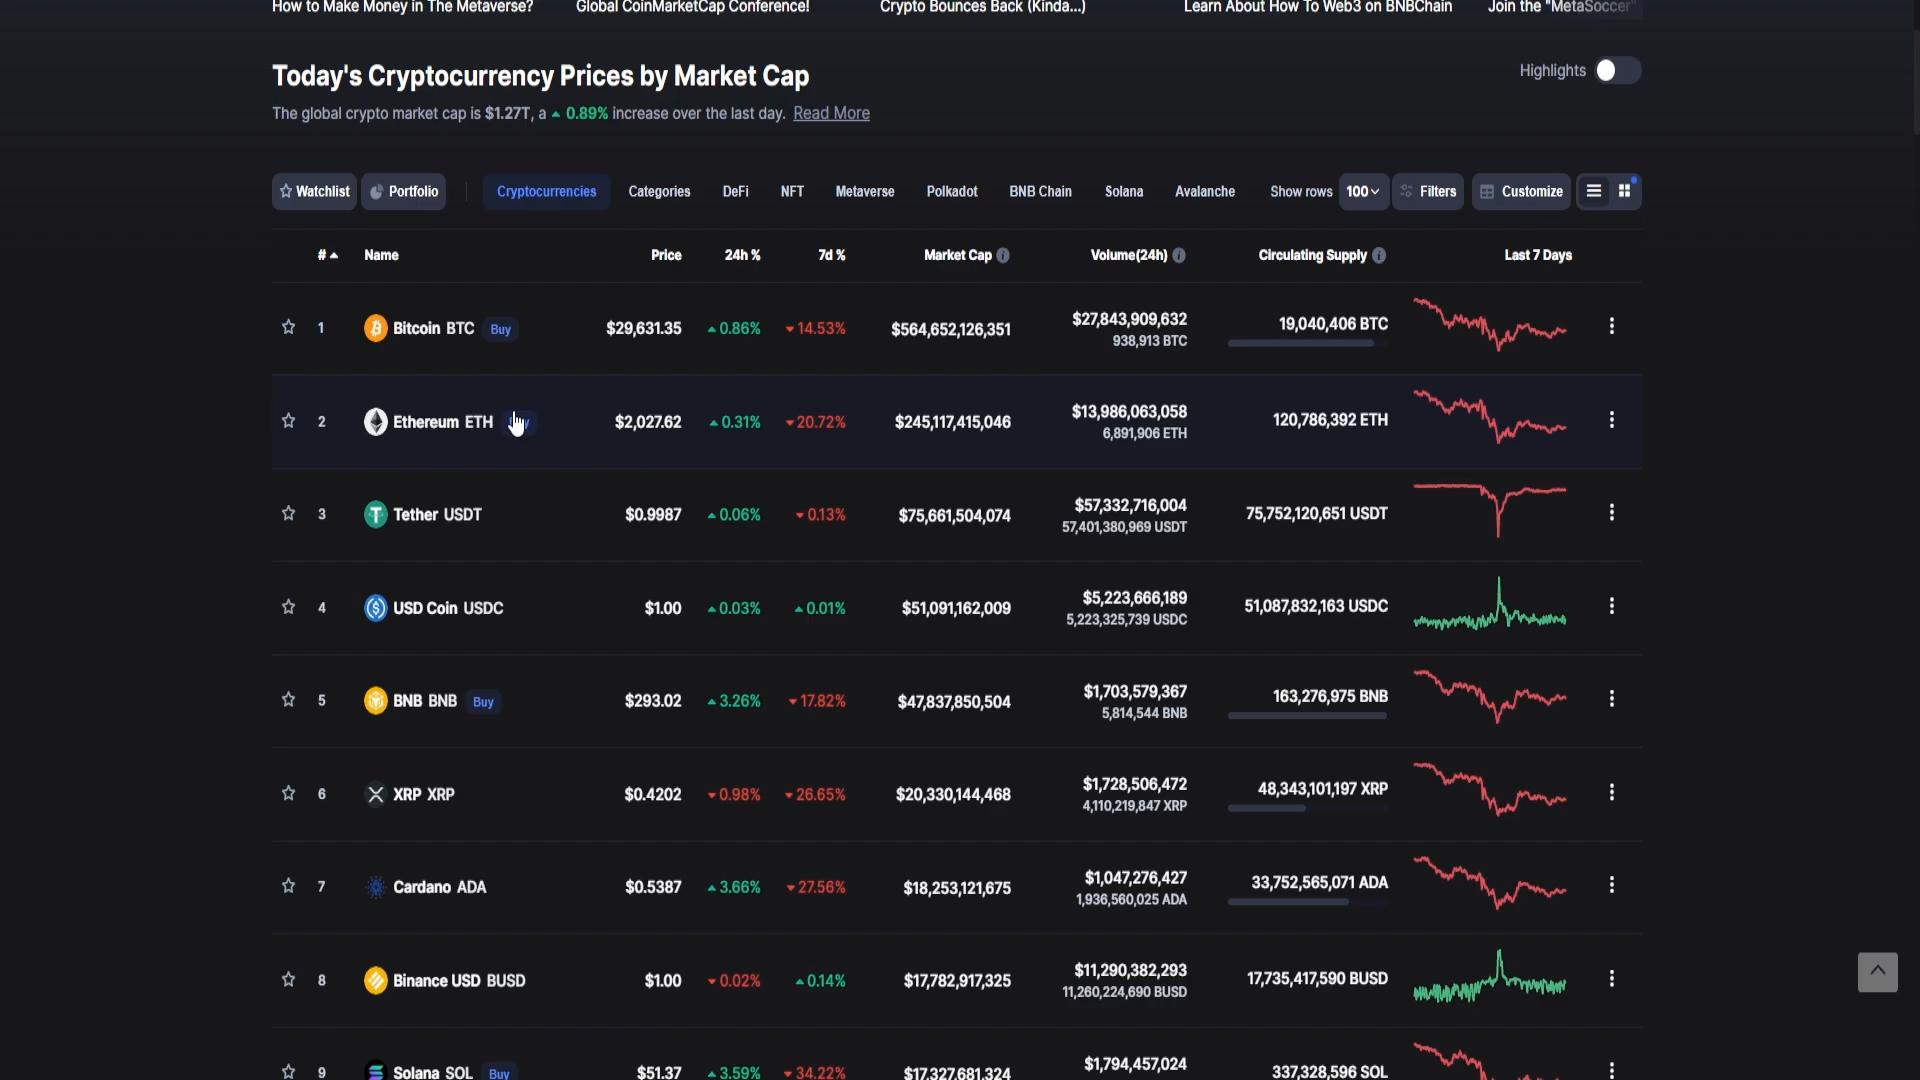 How to Make Money in The Metaverse? Global CoinMarketCap Conference! Crypto Bounces Back (Kinda...) Learn About How To Web3 on BNBChain Join the "MetaSoccer"
Today's Cryptocurrency Prices by Market Cap Highlights
The global crypto market cap is $1.27T, a 0.89% increase over the last day. Read More
Watchlist Portfolio Cryptocurrencies Categories DeFi NFT Metaverse Polkadot BNB Chain Solana Avalanche Show rows 100 Filters Customize
# Name Price 24h % 7d % Market Cap Volume(24h) Circulating Supply Last 7 Days
1 Bitcoin BTC Buy $29,631.35 0.86% 14.53% $564,652,126,351 $27,843,909,632 19,040,406 BTC
938,913 BTC
2 Ethereum ETH $2,027.62 0.31% 20.72% $245,117,415,046 $13,986,063,058 120,786,392 ETH
6,891,906 ETH
3 Tether USDT $0.9987 0.06% 0.13% $75,661,504,074 $57,332,716,004 75,752,120,651 USDT
57,401,380,969 USDT
4 USD Coin USDC $1.00 0.03% 0.01% $51,091,162,009 $5,223,666,189 51,087,832,163 USDC
5,223,325,739 USDC
5 BNB BNB Buy $293.02 3.26% 17.82% $47,837,850,504 $1,703,579,367 163,276,975 BNB
5,814,544 BNB
6 XRP XRP $0.4202 0.98% 26.65% $20,330,144,468 $1,728,506,472 48,343,101,197 XRP
4,110,219,847 XRP
7 Cardano ADA $0.5387 3.66% 27.56% $18,253,121,675 $1,047,276,427 33,752,565,071 ADA
1,936,560,025 ADA
8 Binance USD BUSD $1.00 0.02% 0.14% $17,782,917,325 $11,290,382,293 17,735,417,590 BUSD
11,260,224,690 BUSD
9 Solana SOL Buy $51.37 3.59% 34.22% $17,327,681,324 $1,794,457,024 337,328,596 SOL